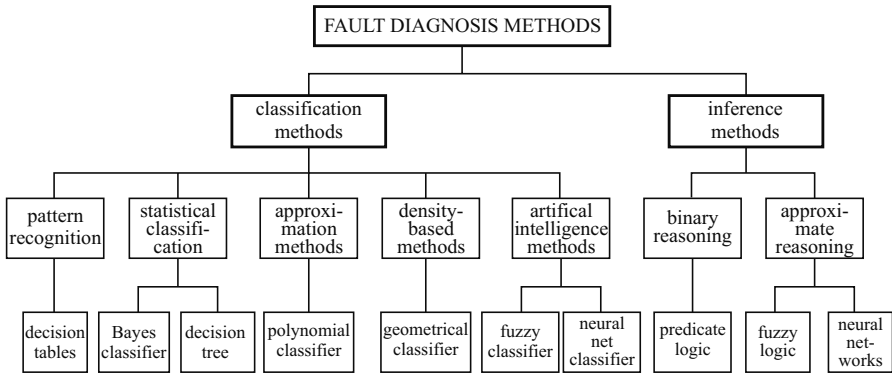 FAULT DIAGNOSIS METHODS
classification
methods
inference
methods
pattern
recognition
statistical
classifi-
cation
approxi-
mation
methods
density-
based methods
artifical
intelligence
methods
binary
reasoning
approxi-
mate
reasoning
decision
tables
Bayes
classifier
decision
tree
polynomial
classifier
geometrical
classifier
fuzzy
classifier
neural
net
classifier
predicate
logic
fuzzy
logic
neural
net-
works